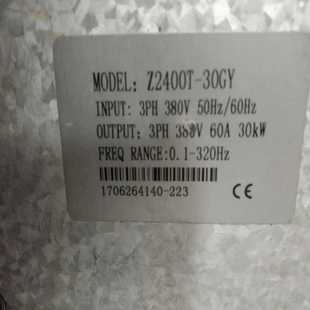 MODEL: Z2400T-30GY
INPUT: 3PH 380V 50Hz/60Hz
OUTPUT: 3PH 380V 60A 30kW
FREQ RANGE:0.1-320Hz
1706264140-223
CE